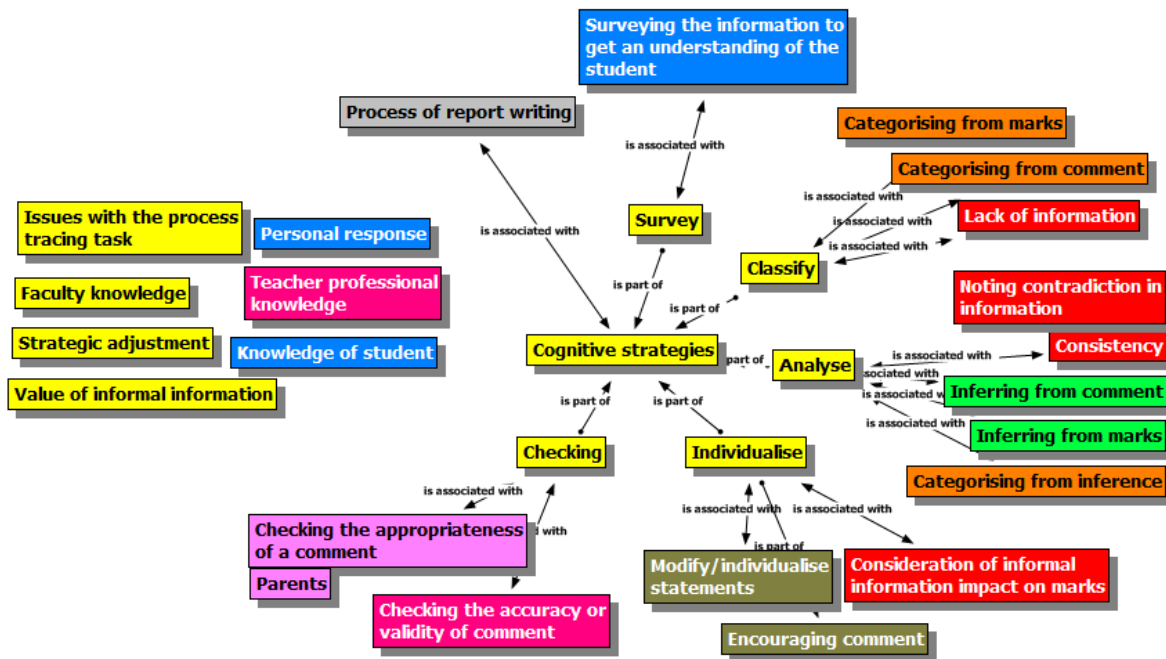 Surveying the information to
get an understanding of the
student
Process of report writing
is associated with
Categorising from marks
Categorising from comment
is associated with
Lack of information
is associated with
is associated with
Issues with the process
tracing task
Personal response
is associated with
Survey
Classify
Teacher professional
knowledge
Faculty knowledge
is part of
is part of
Noting contradiction in
information
Strategic adjustment
Knowledge of student
Cognitive strategies
part of
Analyse
is associated with
Consistency
associated with
Value of informal information
is associated
Inferring from comment
is part of
is part of
is associated with
Inferring from marks
Checking
Individualise
Categorising from inference
is associated with
is associated with
is associated with
Checking the appropriateness
of a comment
with
is part of
Parents
Modify/individualise
statements
Consideration of informal
information impact on marks
Checking the accuracy or
validity of comment
Encouraging comment